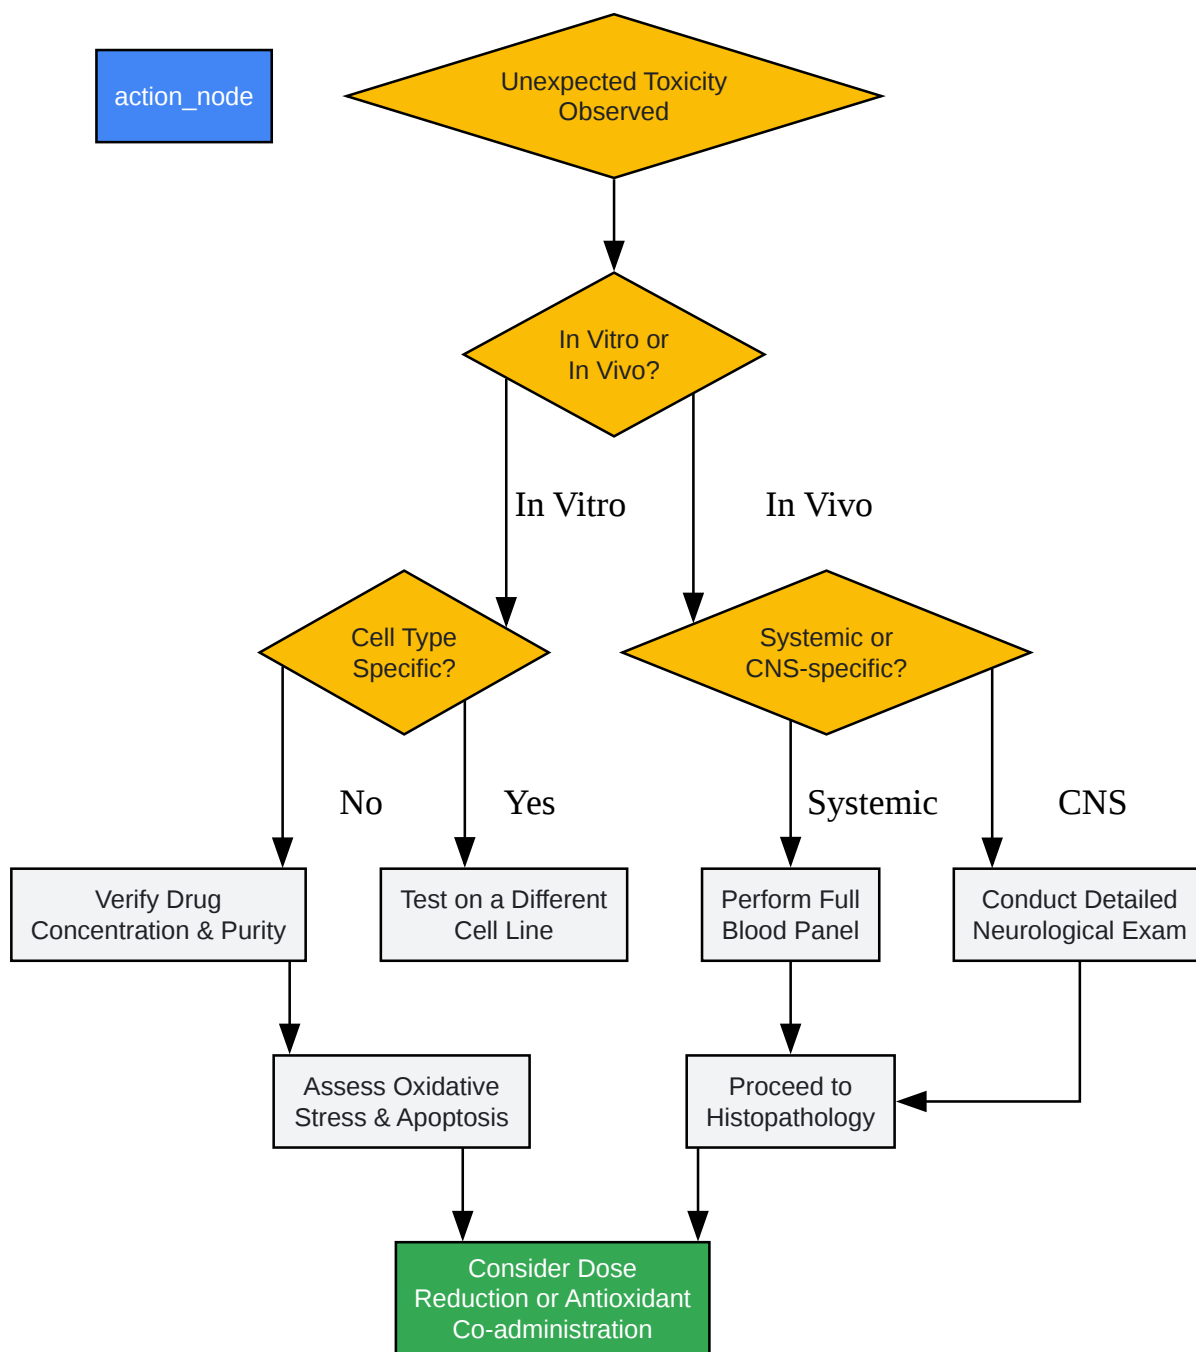 action_node
Unexpected Toxicity
Observed
In Vitro or
In Vivo?
In Vitro
In Vivo
Cell Type
Specific?
Systemic or
CNS-specific?
No
Yes
Systemic
CNS
Verify Drug
Concentration & Purity
Test on a Different
Cell Line
Perform Full
Blood Panel
Conduct Detailed
Neurological Exam
Assess Oxidative
Stress & Apoptosis
Proceed to
Histopathology
Consider Dose
Reduction or Antioxidant
Co-administration